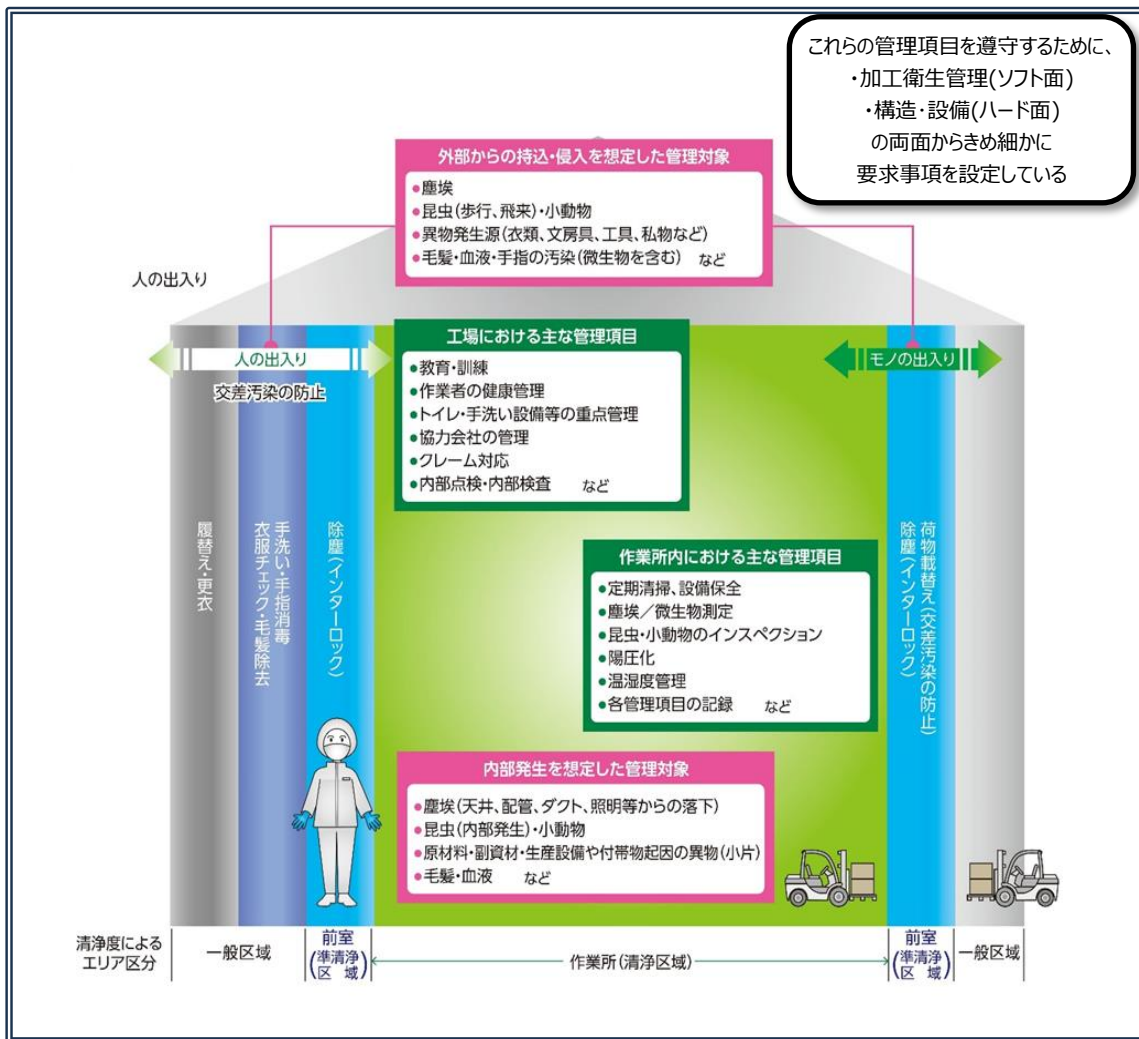 これらの管理項目を遵守するために、
・加工衛生管理(ソフト面)
・構造・設備(ハード面)
の両面からきめ細かに
要求事項を設定している
外部からの持込・侵入を想定した管理対象
●塵埃
●昆虫(歩行、飛来)・小動物
●異物発生源(衣類、文房具、工具、私物など)
●毛髪・血液・手指の汚染(微生物を含む) など
人の出入り
人の出入り
交差汚染の防止
モノの出入り
工場における主な管理項目
●教育・訓練
●作業者の健康管理
●トイレ・手洗い設備等の重点管理
●協力会社の管理
●クレーム対応
●内部点検・内部検査 など
履替え・更衣
手洗い・手指消毒
衣服チェック・毛髪除去
除塵(インターロック)
作業所内における主な管理項目
●定期清掃、設備保全
●塵埃／微生物測定
●昆虫・小動物のインスペクション
●陽圧化
●温湿度管理
●各管理項目の記録 など
荷物載替え(交差汚染の防止)
除塵(インターロック)
内部発生を想定した管理対象
●塵埃(天井、配管、ダクト、照明等からの落下)
●昆虫(内部発生)・小動物
●原材料・副資材・生産設備や付帯物起因の異物(小片)
●毛髪・血液 など
清浄度による
エリア区分
一般区域
前室
(準清浄
区 域)
作業所(清浄区域)
前室
(準清浄
区 域)
一般区域